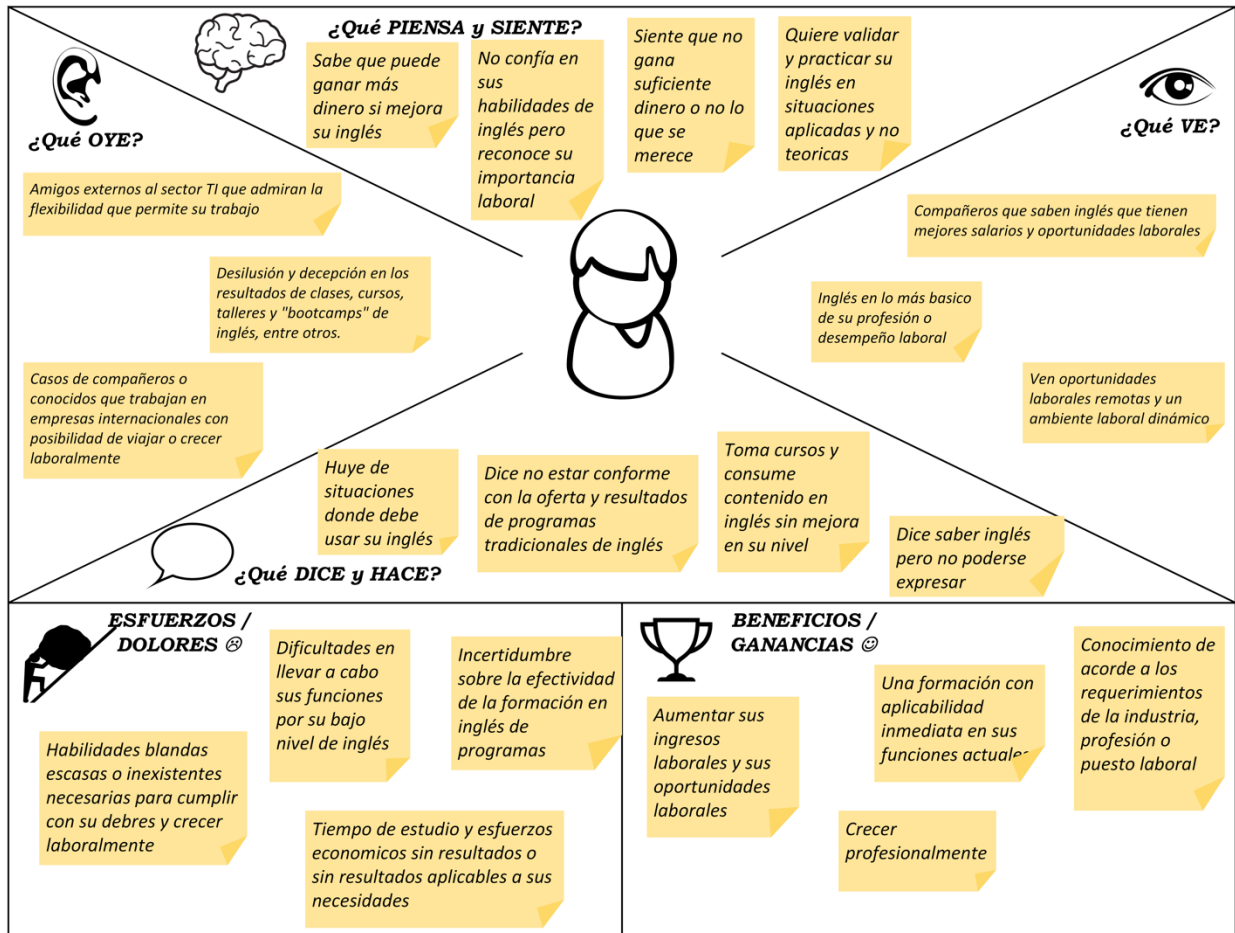 ¿Qué PIENSA y SIENTE?
Sabe que puede
ganar más
dinero si mejora
su inglés
No confía en
sus
habilidades de
inglés pero
reconoce su
importancia
laboral
Siente que no
gana
suficiente
dinero o no lo
que se
merece
Quiere validar
y practicar su
inglés en
situaciones
aplicadas y no
teoricas
¿Qué OYE?
Amigos externos al sector TI que admiran la
flexibilidad que permite su trabajo
Desilusión y decepción en los
resultados de clases, cursos,
talleres y "bootcamps" de
inglés, entre otros.
Casos de compañeros o
conocidos que trabajan en
empresas internacionales con
posibilidad de viajar o crecer
laboralmente
¿Qué VE?
Compañeros que saben inglés que tienen
mejores salarios y oportunidades laborales
Inglés en lo más basico
de su profesión o
desempeño laboral
Ven oportunidades
laborales remotas y un
ambiente laboral dinámico
¿Qué DICE y HACE?
Huye de
situaciones
donde debe
usar su inglés
Dice no estar conforme
con la oferta y resultados
de programas
tradicionales de inglés
Toma cursos y
consume
contenido en
inglés sin mejora
en su nivel
Dice saber inglés
pero no poderse
expresar
ESFUERZOS /
DOLORES ☹
Dificultades en
llevar a cabo
sus funciones
por su bajo
nivel de inglés
Incertidumbre
sobre la efectividad
de la formación en
inglés de
programas
Habilidades blandas
escasas o inexistentes
necesarias para cumplir
con su debres y crecer
laboralmente
Tiempo de estudio y esfuerzos
economicos sin resultados o
sin resultados aplicables a sus
necesidades
BENEFICIOS /
GANANCIAS ☺
Aumentar sus
ingresos
laborales y sus
oportunidades
laborales
Una formación con
aplicabilidad
inmediata en sus
funciones actuales
Conocimiento de
acorde a los
requerimientos
de la industria,
profesión o
puesto laboral
Crecer
profesionalmente